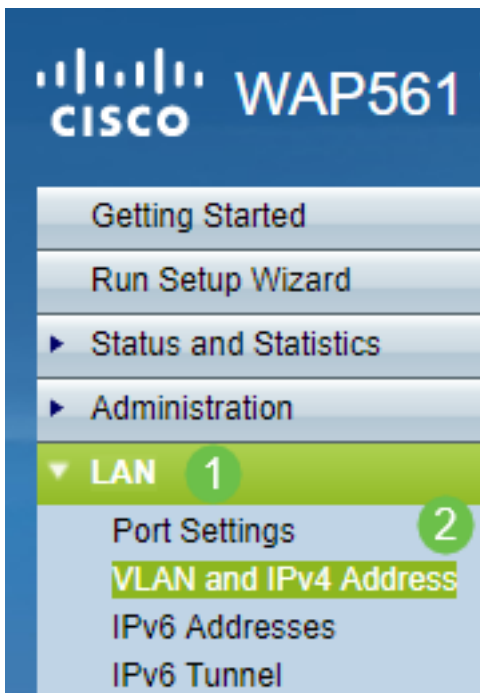 CISCO WAP561
Getting Started
Run Setup Wizard
Status and Statistics
Administration
LAN 1
Port Settings 2
VLAN and IPv4 Address
IPv6 Addresses
IPv6 Tunnel